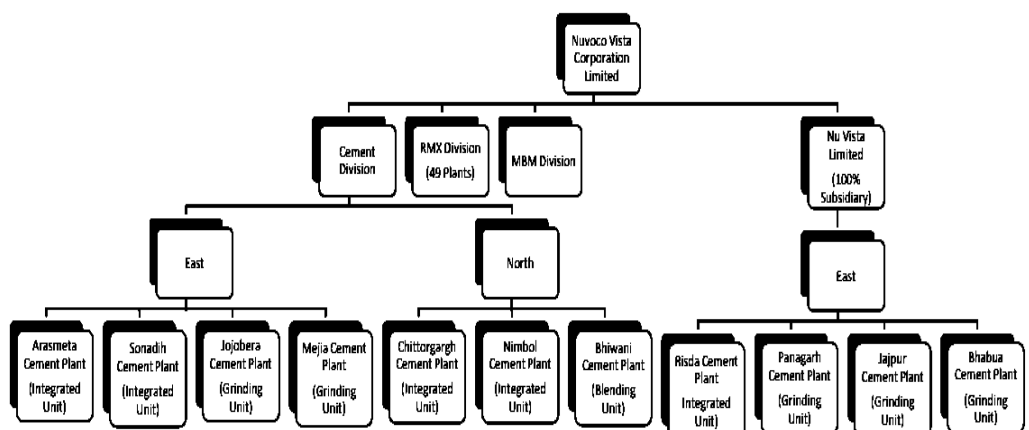 Nuvoco Vista
Corporation
Limited
Cement
Division
RMX Division
(49 Plants)
MBM Division
Nu Vista
Limited
(100%
Subsidiary)
East
North
East
Arasmeta
Cement Plant
(Integrated
Unit)
Sonadih
Cement Plant
(Integrated
Unit)
Jojobera
Cement Plant
(Grinding
Unit)
Mejia Cement
Plant
(Grinding
Unit)
Chittorgargh
Cement Plant
(Integrated
Unit)
Nimbol
Cement Plant
(Integrated
Unit)
Bhiwani
Cement Plant
(Blending
Unit)
Risda Cement
Plant
Integrated
Unit)
Panagarh
Cement Plant
(Grinding
Unit)
Jajpur
Cement Plant
(Grinding
Unit)
Bhabua
Cement Plant
(Grinding
Unit)